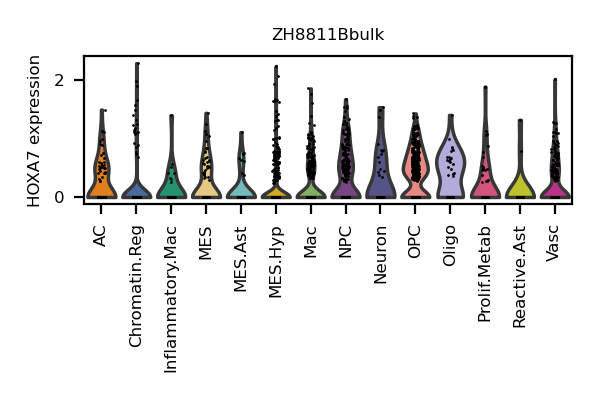 ZH8811Bbulk
HOXA7 expression
2
0
AC
Chromatin.Reg
Inflammatory.Mac
MES
MES.Ast
MES.Hyp
Mac
NPC
Neuron
OPC
Oligo
Prolif.Metab
Reactive.Ast
Vasc